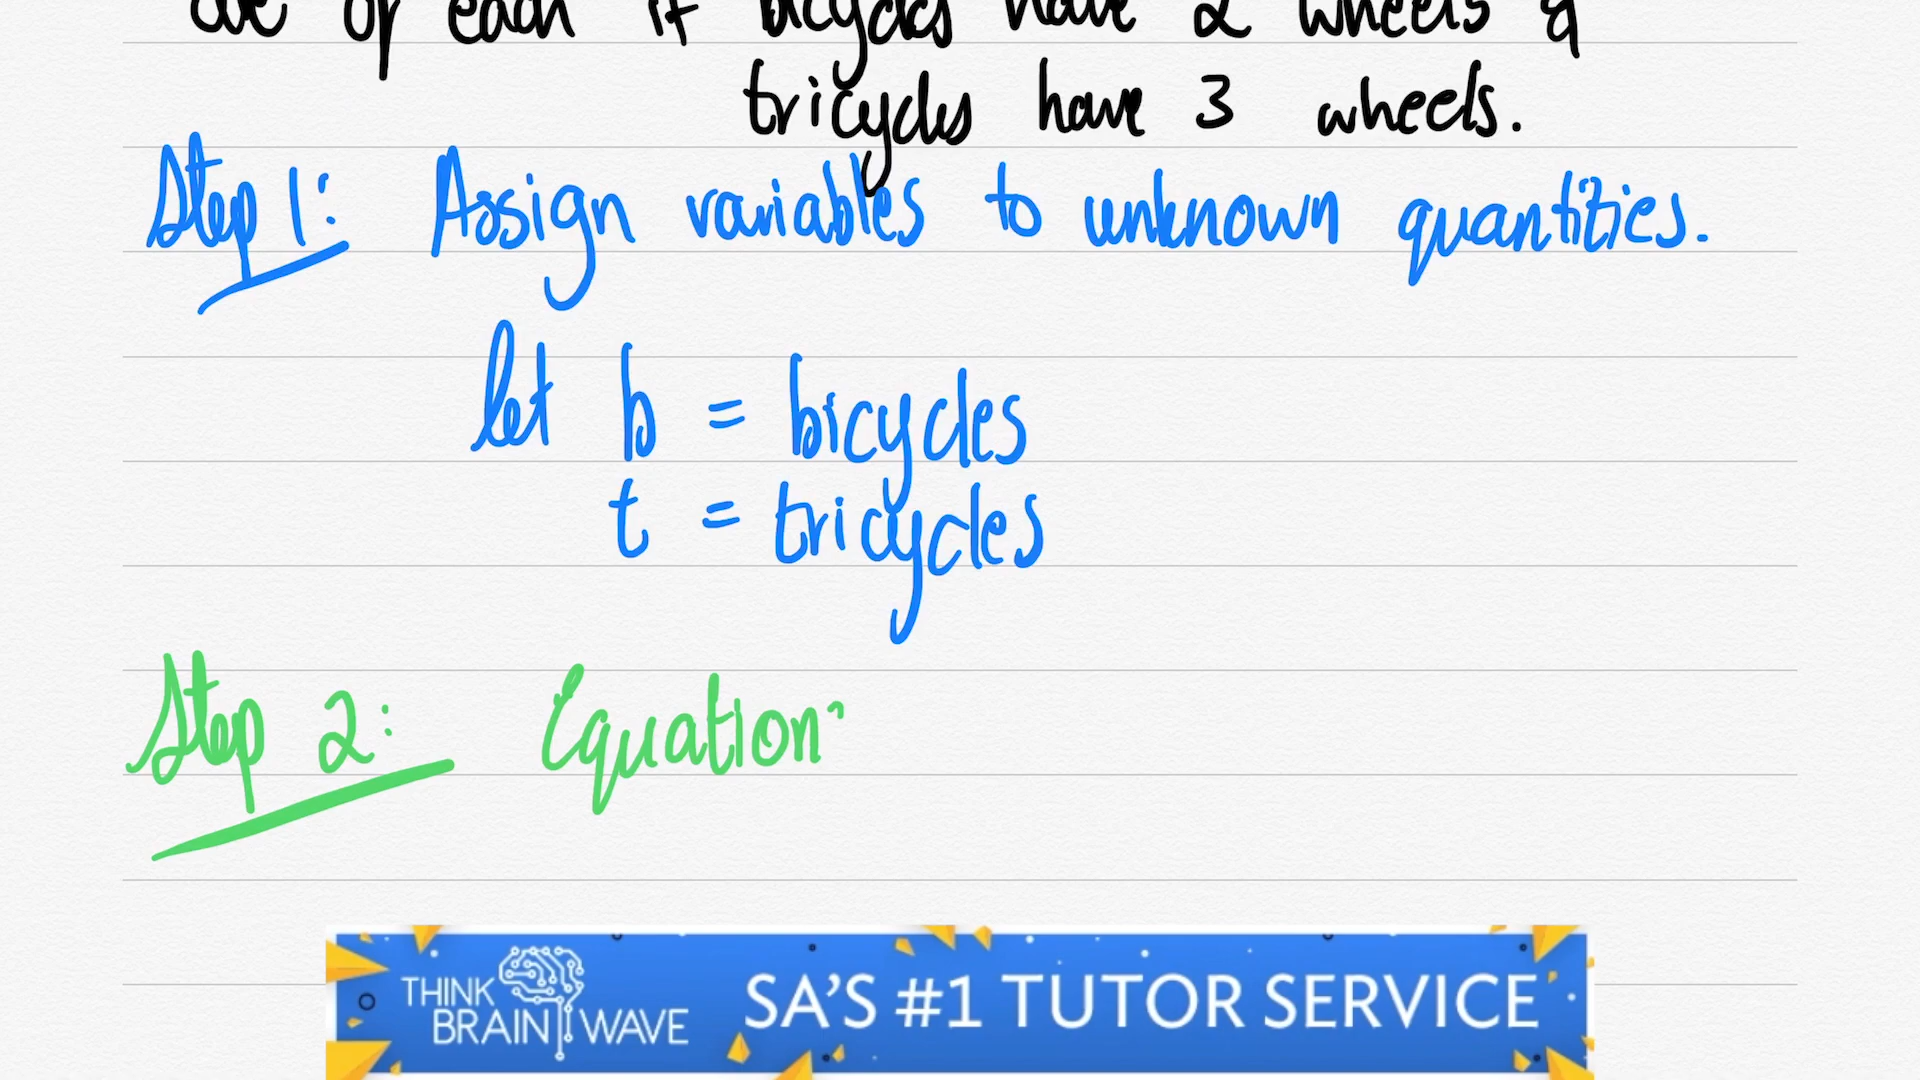 are of each if bicycles have 2 wheels &
tricycles have 3 wheels.
Step 1: Assign variables to unknown quantities.
let b = bicycles
t = tricycles
Step 2: Equation
THINK
BRAIN WAVE
SA'S #1 TUTOR SERVICE